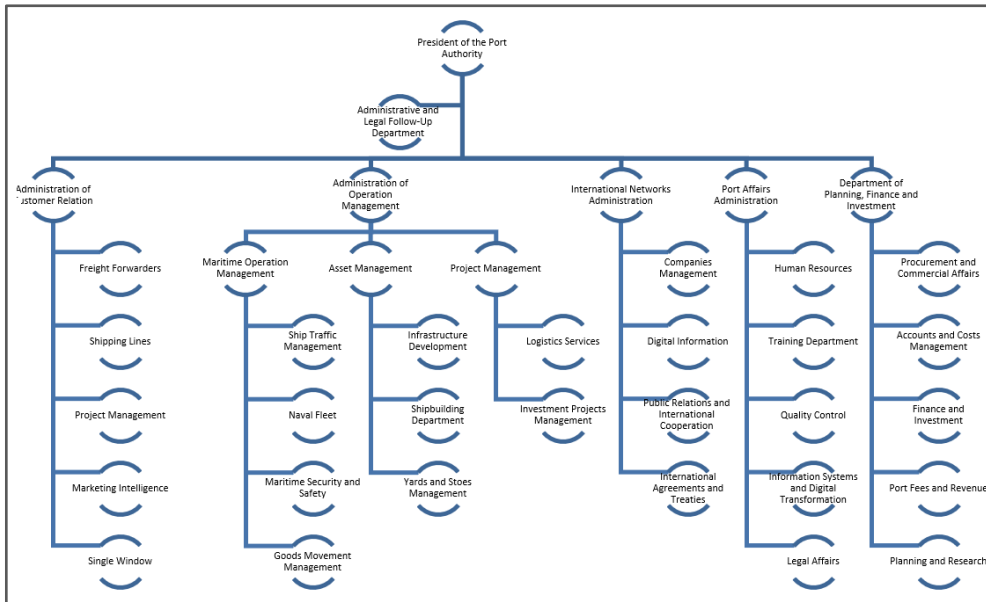 President of the Port
Authority
Administrative and
Legal Follow-Up
Department
Administration of
ustomer Relation
Administration of
Operation
Management
International Networks
Administration
Port Affairs
Administration
Department of
Planning, Finance and
Investment
Freight Forwarders
Maritime Operation
Management
Asset Management
Project Management
Companies
Management
Human Resources
Procurement and
Commercial Affairs
Shipping Lines
Ship Traffic
Management
Infrastructure
Development
Logistics Services
Digital Information
Training Department
Accounts and Costs
Management
Project Management
Naval Fleet
Shipbuilding
Department
Investment Projects
Management
Public Relations and
International
Cooperation
Quality Control
Finance and
Investment
Marketing Intelligence
Maritime Security and
Safety
Yards and Stoes
Management
International
Agreements and
Treaties
Information Systems
and Digital
Transformation
Port Fees and Revenue
Single Window
Goods Movement
Management
Legal Affairs
Planning and Research